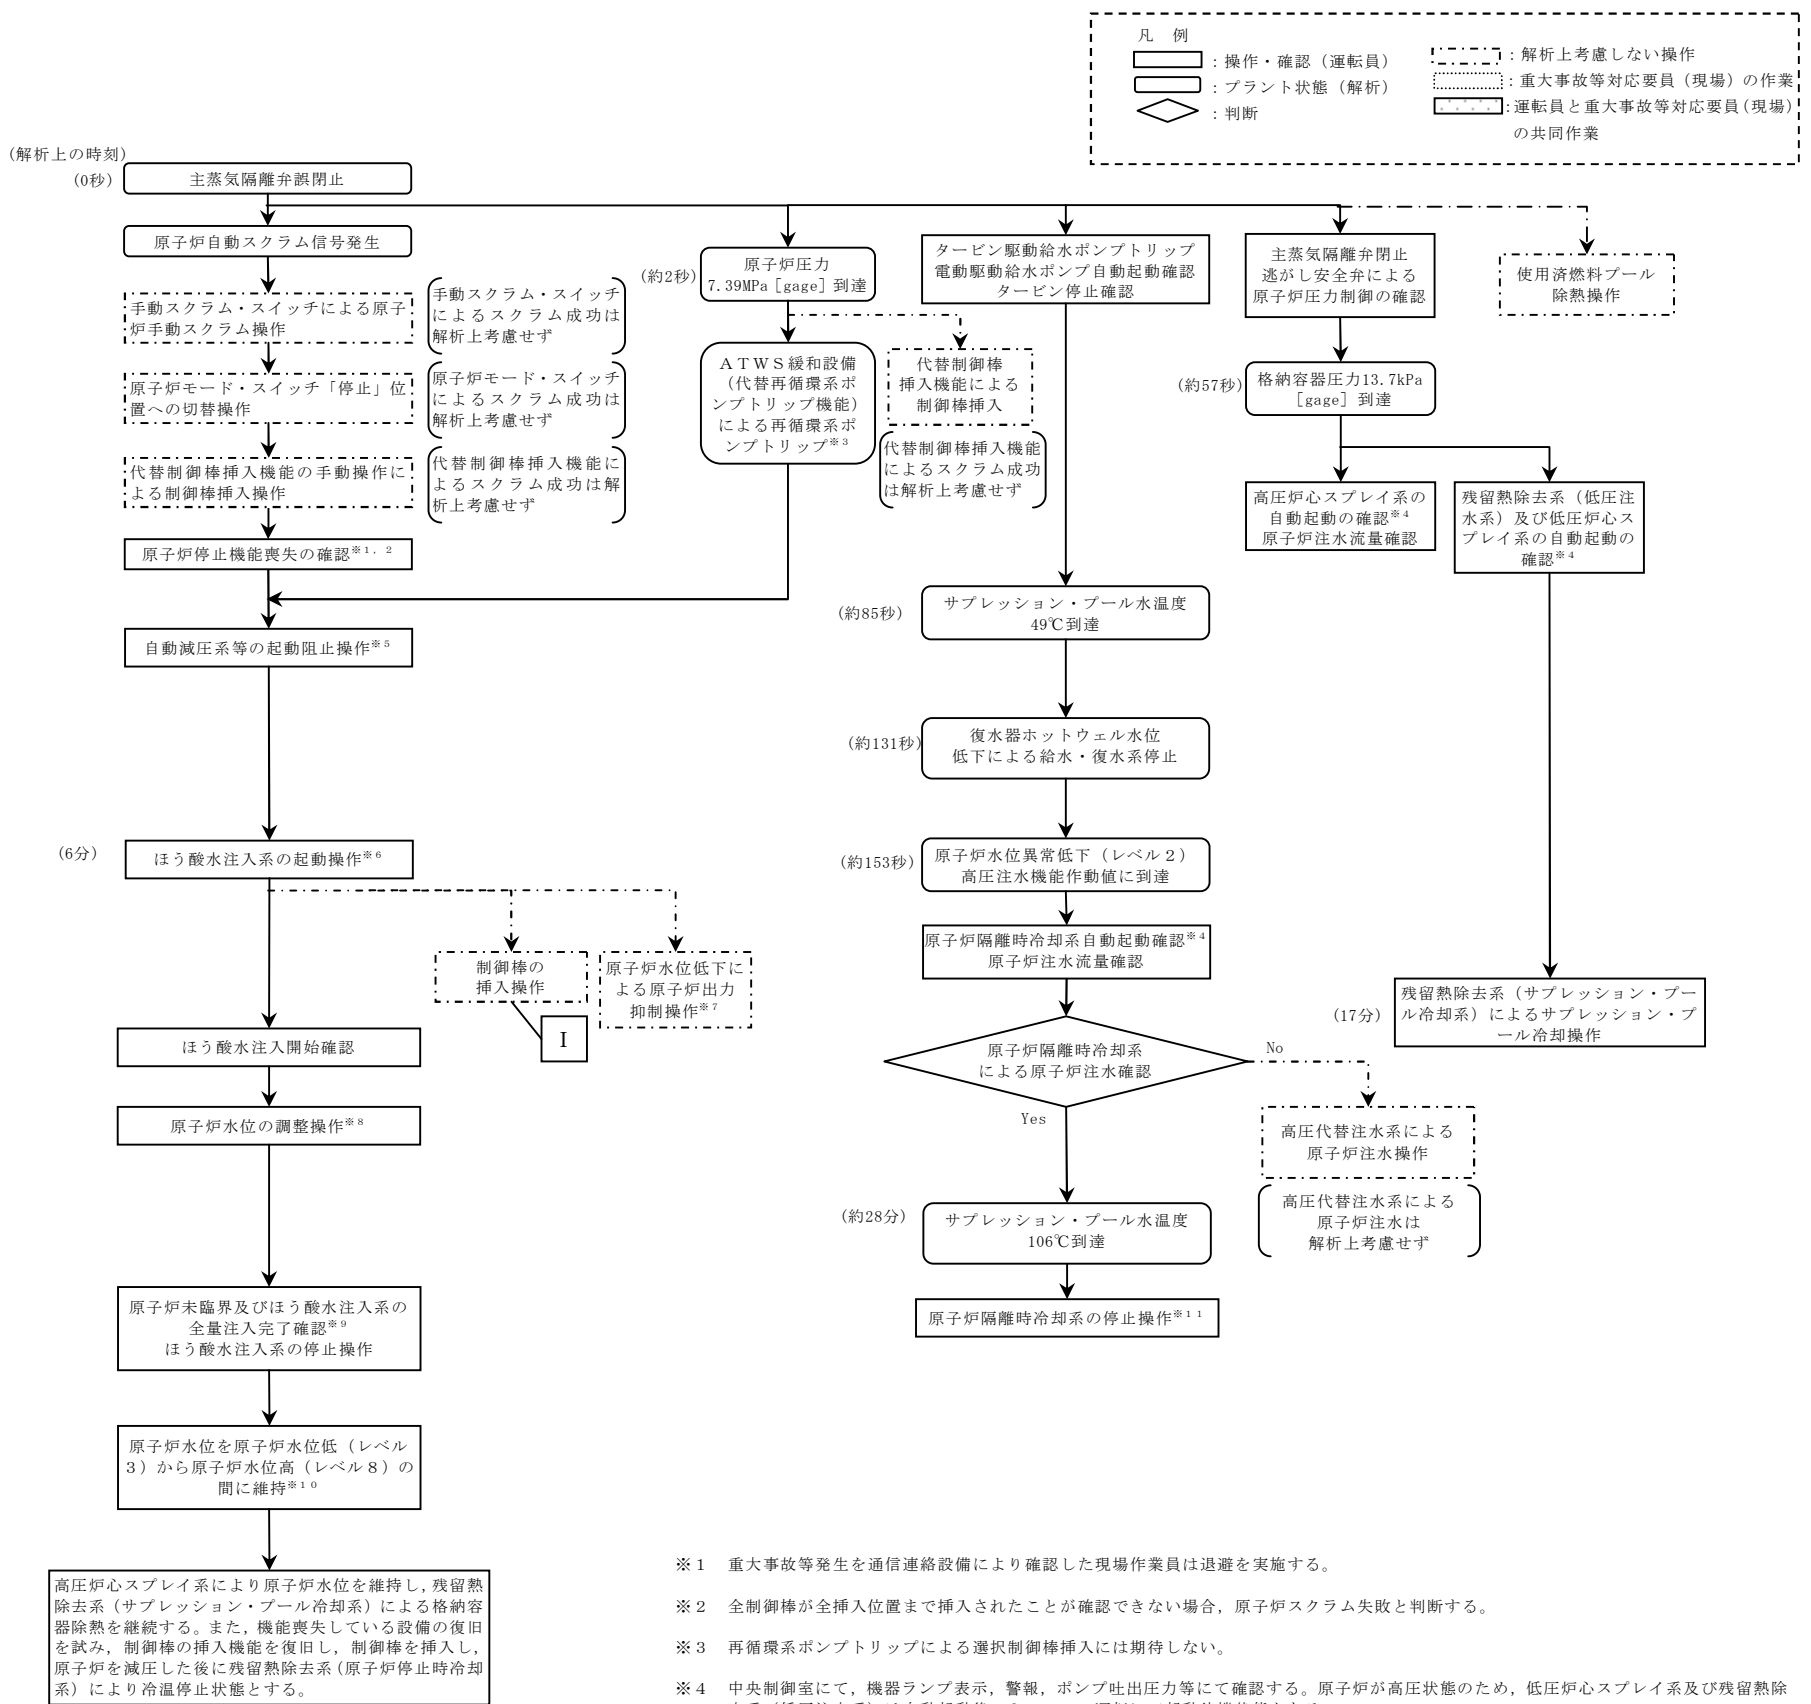 凡　例
：操作・確認（運転員）
：プラント状態（解析）
：判断
：解析上考慮しない操作
：重大事故等対応要員（現場）の作業
：運転員と重大事故等対応要員（現場）
の共同作業
(解析上の時刻)
(0秒)
主蒸気隔離弁誤閉止
原子炉自動スクラム信号発生
手動スクラム・スイッチによる原子
炉手動スクラム操作
手動スクラム・スイッチ
によるスクラム成功は
解析上考慮せず
原子炉モード・スイッチ「停止」位
置への切替操作
原子炉モード・スイッチ
によるスクラム成功は
解析上考慮せず
代替制御棒挿入機能の手動操作に
よる制御棒挿入操作
代替制御棒挿入機能に
よるスクラム成功は解
析上考慮せず
原子炉停止機能喪失の確認※１，２
自動減圧系等の起動阻止操作※５
(6分)
ほう酸水注入系の起動操作※６
制御棒の
挿入操作
I
原子炉水位低下に
よる原子炉出力
抑制操作※７
ほう酸水注入開始確認
原子炉水位の調整操作※８
原子炉未臨界及びほう酸水注入系の
全量注入完了確認※９
ほう酸水注入系の停止操作
原子炉水位を原子炉水位低（レベル
３）から原子炉水位高（レベル８）の
間に維持※１０
高圧炉心スプレイ系により原子炉水位を維持し，残留熱
除去系（サプレッション・プール冷却系）による格納容
器除熱を継続する。また，機能喪失している設備の復旧
を試み，制御棒の挿入機能を復旧し，制御棒を挿入し，
原子炉を減圧した後に残留熱除去系（原子炉停止時冷却
系）により冷温停止状態とする。
(約2秒)
原子炉圧力
7.39MPa［gage］到達
ＡＴＷＳ緩和設備
（代替再循環系ポ
ンプトリップ機能）
による再循環系ポ
ンプトリップ※３
代替制御棒
挿入機能による
制御棒挿入
代替制御棒挿入機能
によるスクラム成功
は解析上考慮せず
タービン駆動給水ポンプトリップ
電動駆動給水ポンプ自動起動確認
タービン停止確認
(約85秒)
サプレッション・プール水温度
49℃到達
(約131秒)
復水器ホットウェル水位
低下による給水・復水系停止
(約153秒)
原子炉水位異常低下（レベル２）
高圧注水機能作動値に到達
原子炉隔離時冷却系自動起動確認※４
原子炉注水流量確認
原子炉隔離時冷却系
による原子炉注水確認
No
Yes
高圧代替注水系による
原子炉注水操作
高圧代替注水系による
原子炉注水は
解析上考慮せず
(約28分)
サプレッション・プール水温度
106℃到達
原子炉隔離時冷却系の停止操作※１１
主蒸気隔離弁閉止
逃がし安全弁による
原子炉圧力制御の確認
(約57秒)
格納容器圧力13.7kPa
［gage］到達
高圧炉心スプレイ系の
自動起動の確認※４
原子炉注水流量確認
残留熱除去系（低圧注
水系）及び低圧炉心ス
プレイ系の自動起動の
確認※４
(17分)
残留熱除去系（サプレッション・プー
ル冷却系）によるサプレッション・プ
ール冷却操作
使用済燃料プール
除熱操作
※１　重大事故等発生を通信連絡設備により確認した現場作業員は退避を実施する。
※２　全制御棒が全挿入位置まで挿入されたことが確認できない場合，原子炉スクラム失敗と判断する。
※３　再循環系ポンプトリップによる選択制御棒挿入には期待しない。
※４　中央制御室にて，機器ランプ表示，警報，ポンプ吐出圧力等にて確認する。原子炉が高圧状態のため，低圧炉心スプレイ系及び残留熱除